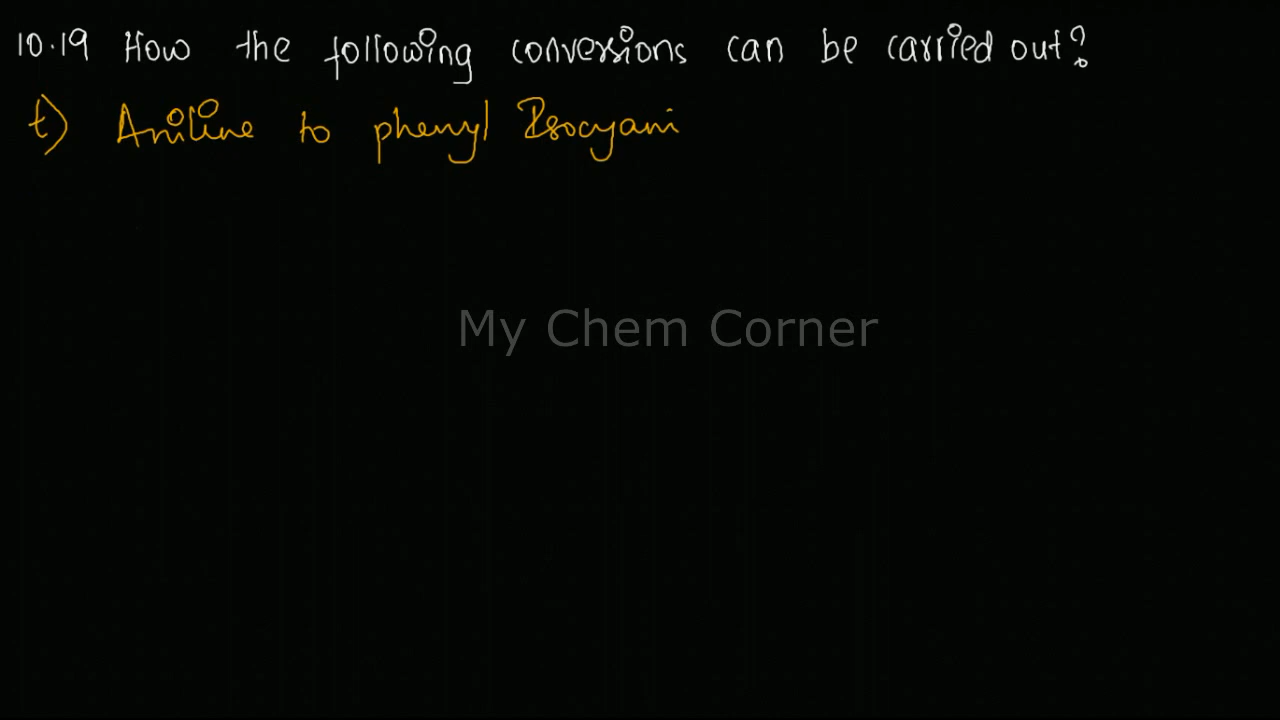 10.19 How the following conversions can be carried out?
t) Aniline to phenyl Isocyani
My Chem Corner